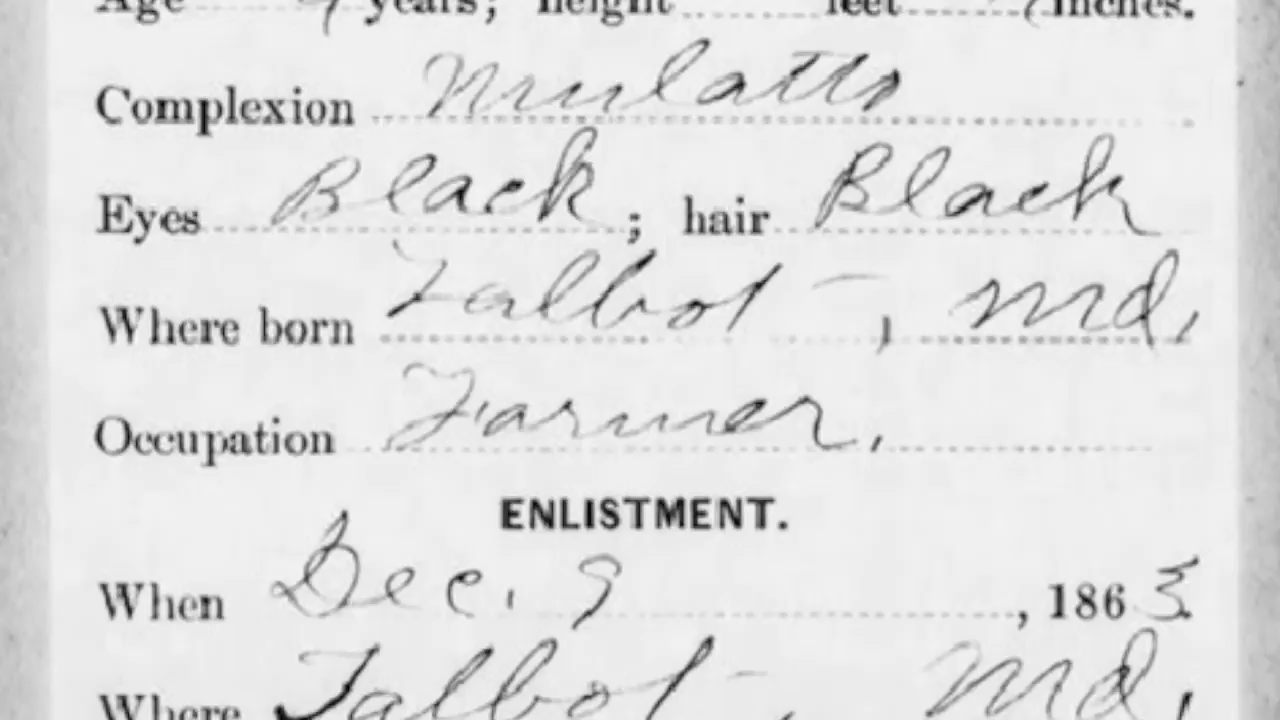 Age years; height feet inches.
Complexion Mulatto
Eyes Black; hair Black
Where born Talbot - , Md.
Occupation Farmer.
ENLISTMENT.
When Dec. 9, 1863.
Where Talbot - , Md.